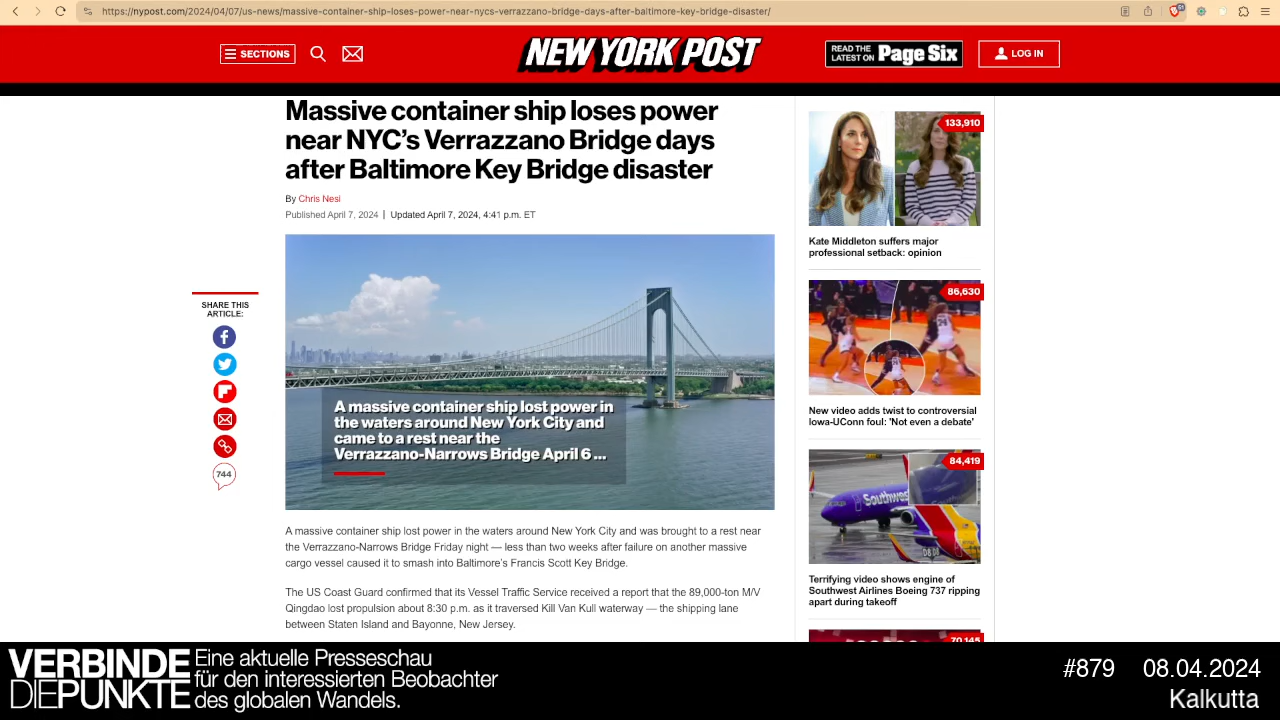 https://nypost.com/2024/04/07/us-news/massive-container-ship-loses-power-near-nycs-verrazzano-bridge-days-after-baltimore-key-bridge-disaster/
SECTIONS
NEW YORK POST
READ THE
LATEST ON
Page Six
LOG IN
Massive container ship loses power
near NYC’s Verrazzano Bridge days
after Baltimore Key Bridge disaster
By Chris Nesi
Published April 7, 2024 | Updated April 7, 2024, 4:41 p.m. ET
SHARE THIS
ARTICLE:
744
A massive container ship lost power in
the waters around New York City and
came to a rest near the
Verrazzano-Narrows Bridge April 6 ...
A massive container ship lost power in the waters around New York City and was brought to a rest near
the Verrazzano-Narrows Bridge Friday night — less than two weeks after failure on another massive
cargo vessel caused it to smash into Baltimore’s Francis Scott Key Bridge.
The US Coast Guard confirmed that its Vessel Traffic Service received a report that the 89,000-ton M/V
Qingdao lost propulsion about 8:30 p.m. as it traversed Kill Van Kull waterway — the shipping lane
between Staten Island and Bayonne, New Jersey.
133,910
Kate Middleton suffers major
professional setback: opinion
86,630
New video adds twist to controversial
Iowa-UConn foul: 'Not even a debate'
84,419
Southwest
Terrifying video shows engine of
Southwest Airlines Boeing 737 ripping
apart during takeoff
70,145
VERBINDE
DIEPUNKTE
Eine aktuelle Presseschau
für den interessierten Beobachter
des globalen Wandels.
#879 08.04.2024
Kalkutta